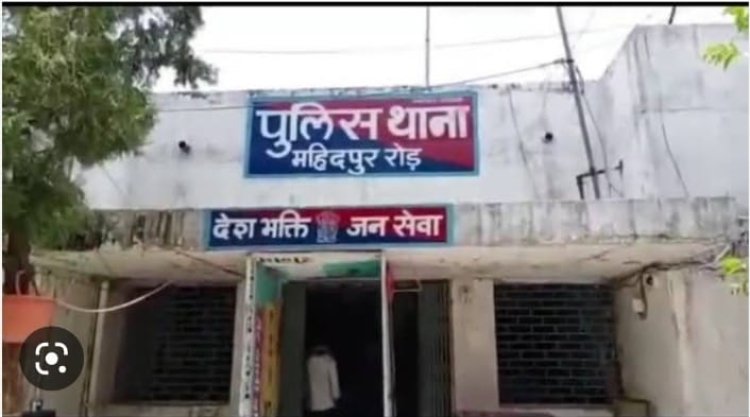 पुलिस थाना
महिदपुर रोड़
देश भक्ति जन सेवा